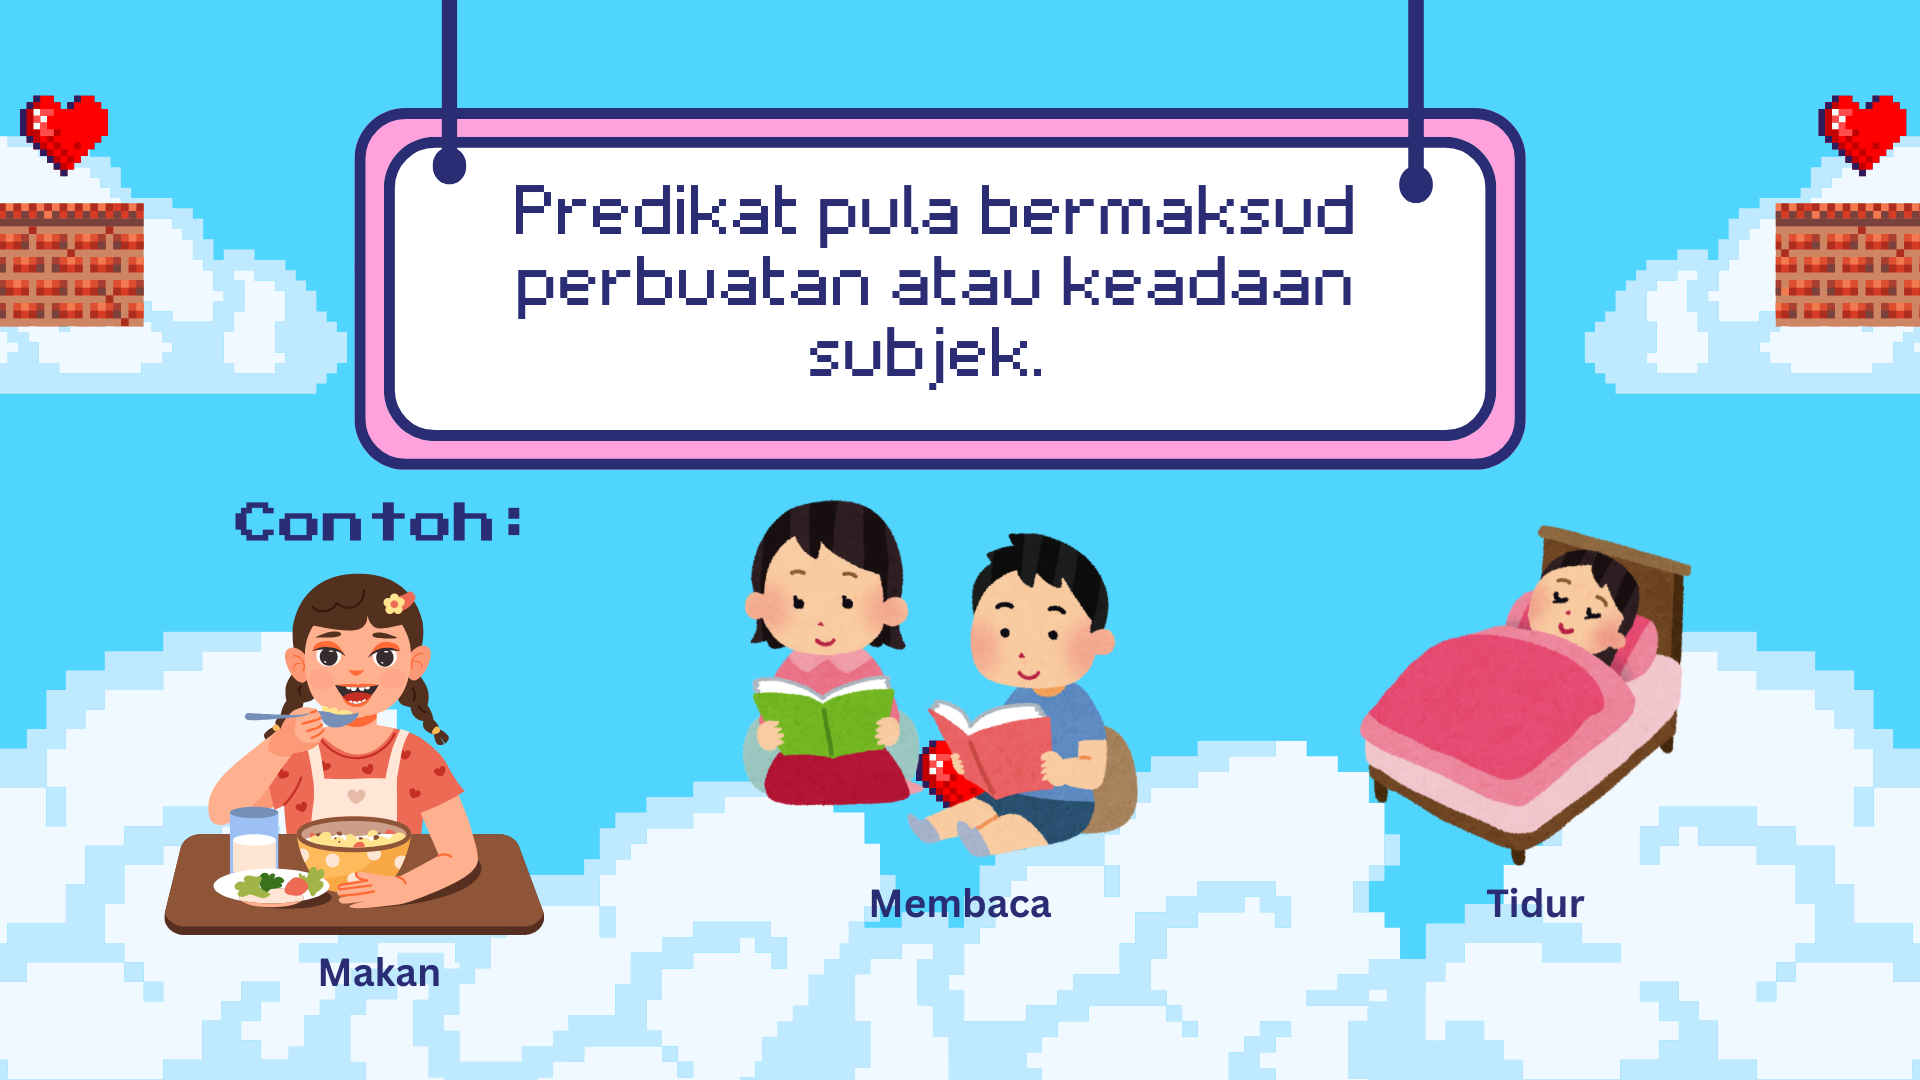 Predikat pula bermaksud
perbuatan atau keadaan
subjek.
Contoh:
Makan
Membaca
Tidur